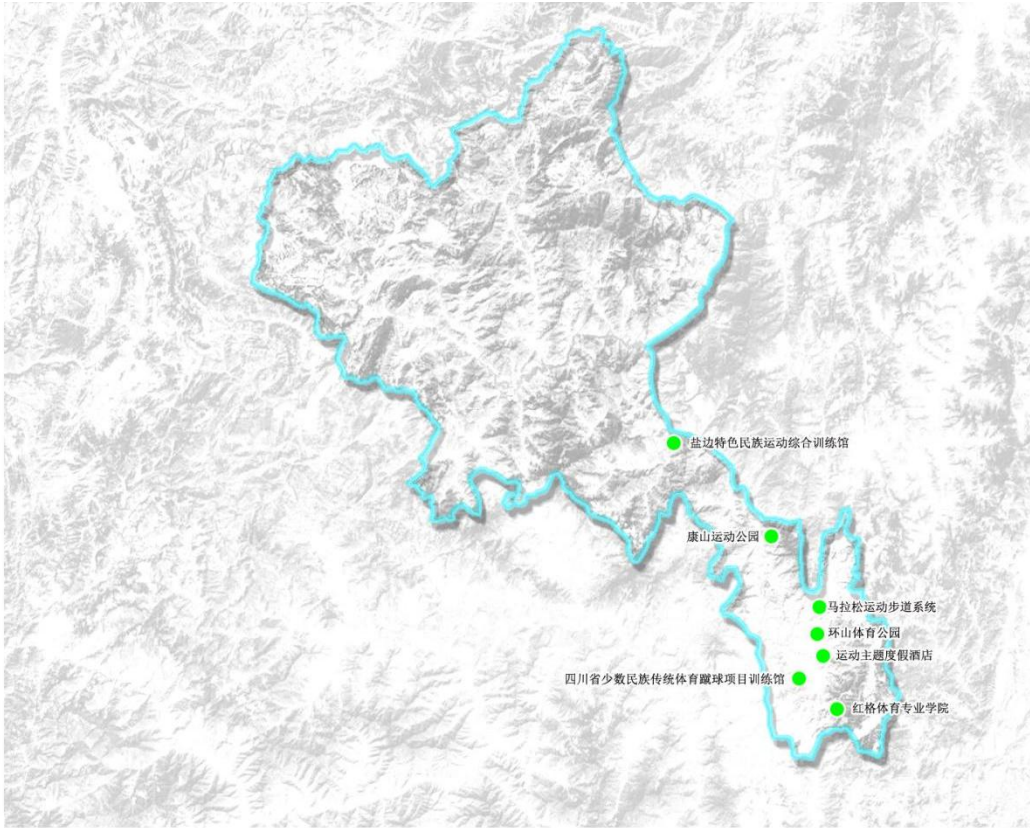 盐边特色民族运动综合训练馆
康山运动公园
马拉松运动步道系统
环山体育公园
运动主题度假酒店
四川省少数民族传统体育蹴球项目训练馆
红格体育专业学院